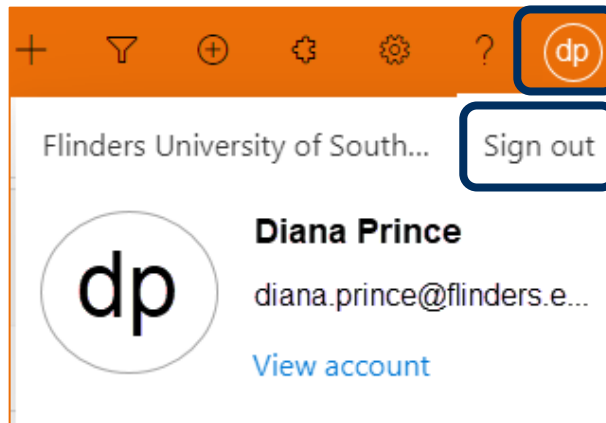 dp
Flinders University of South... Sign out
dp
Diana Prince
diana.prince@flinders.e...
View account